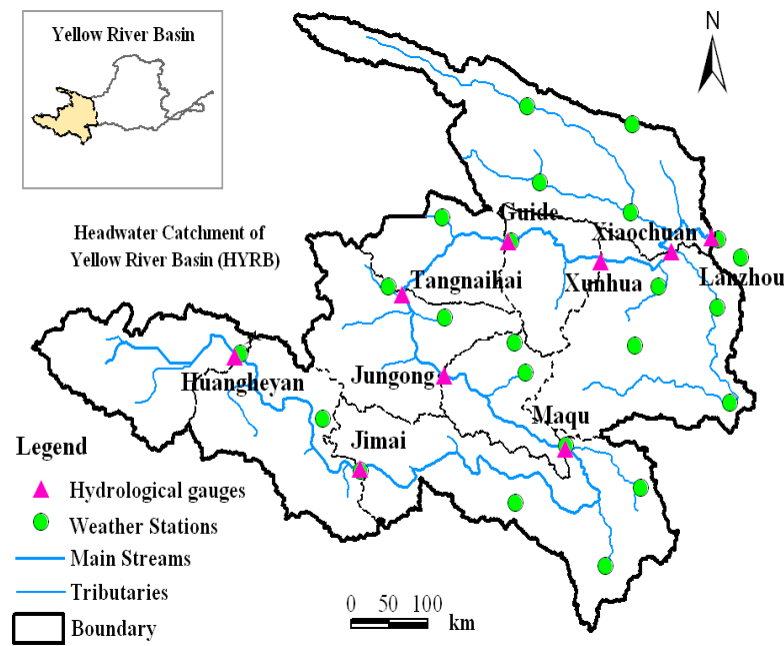 Yellow River Basin
N
Headwater Catchment of
Yellow River Basin (HYRB)
Guide
Xiaochuan
Tangnaihai
Xunhua
Lanzhou
Huangheyan
Jungong
Maqu
Jimai
Legend
Hydrological gauges
Weather Stations
Main Streams
Tributaries
Boundary
0 50 100
km